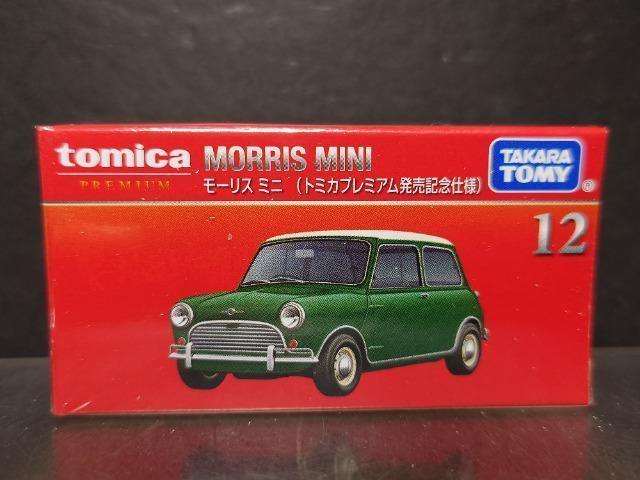 tomica
PREMIUM
MORRIS MINI
モーリス ミニ (トミカプレミアム発売記念仕様)
TAKARA
TOMY
®
12